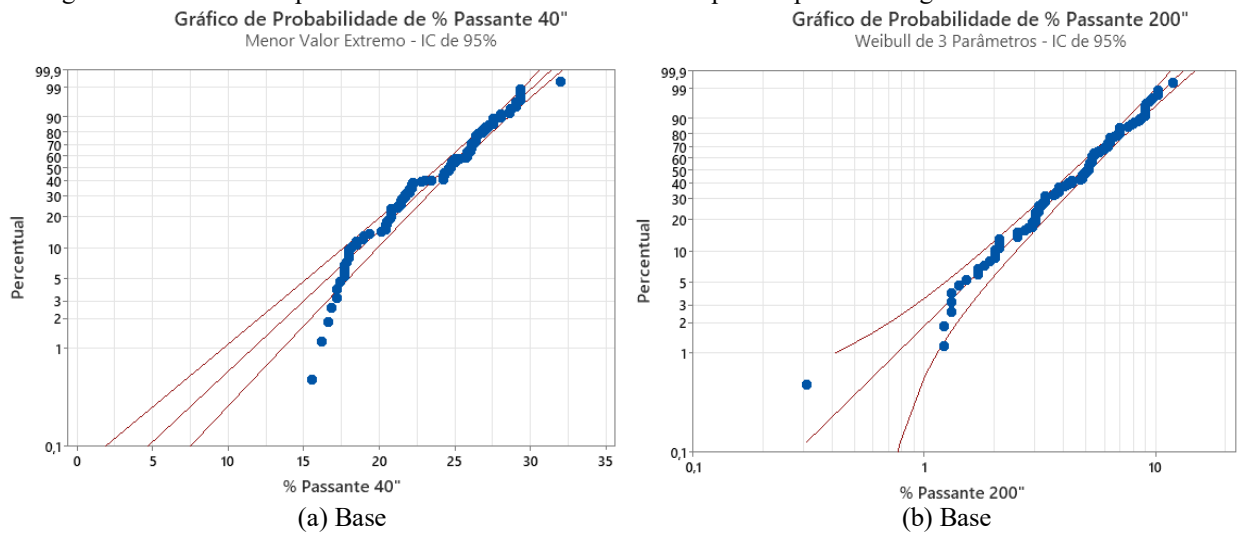 Gráfico de Probabilidade de % Passante 40"
Menor Valor Extremo - IC de 95%
99,9
99
90
80
70
60
50
40
30
20
10
5
3
2
1
0,1
Percentual
0 5 10 15 20 25 30 35
% Passante 40"
(a) Base
Gráfico de Probabilidade de % Passante 200"
Weibull de 3 Parâmetros - IC de 95%
99,9
99
90
80
70
60
50
40
30
20
10
5
3
2
1
0,1
Percentual
0,1 1 10
% Passante 200"
(b) Base